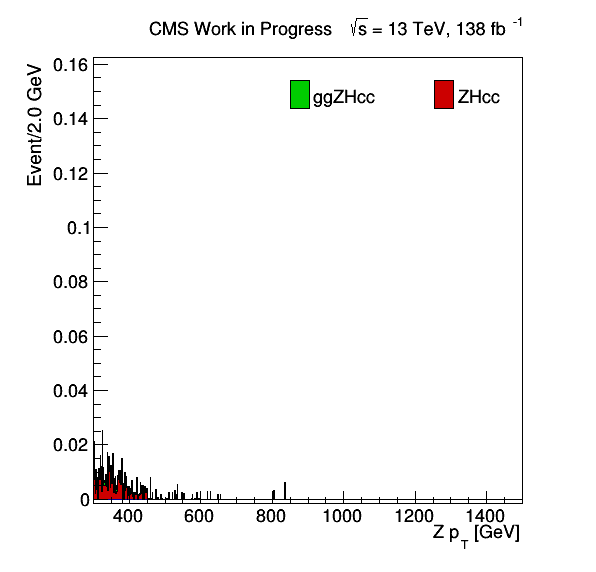 CMS Work in Progress √s = 13 TeV, 138 fb -1
Event/2.0 GeV
0.16
0.14
0.12
0.1
0.08
0.06
0.04
0.02
0
ggZHcc ZHcc
400 600 800 1000 1200 1400
Z pT [GeV]